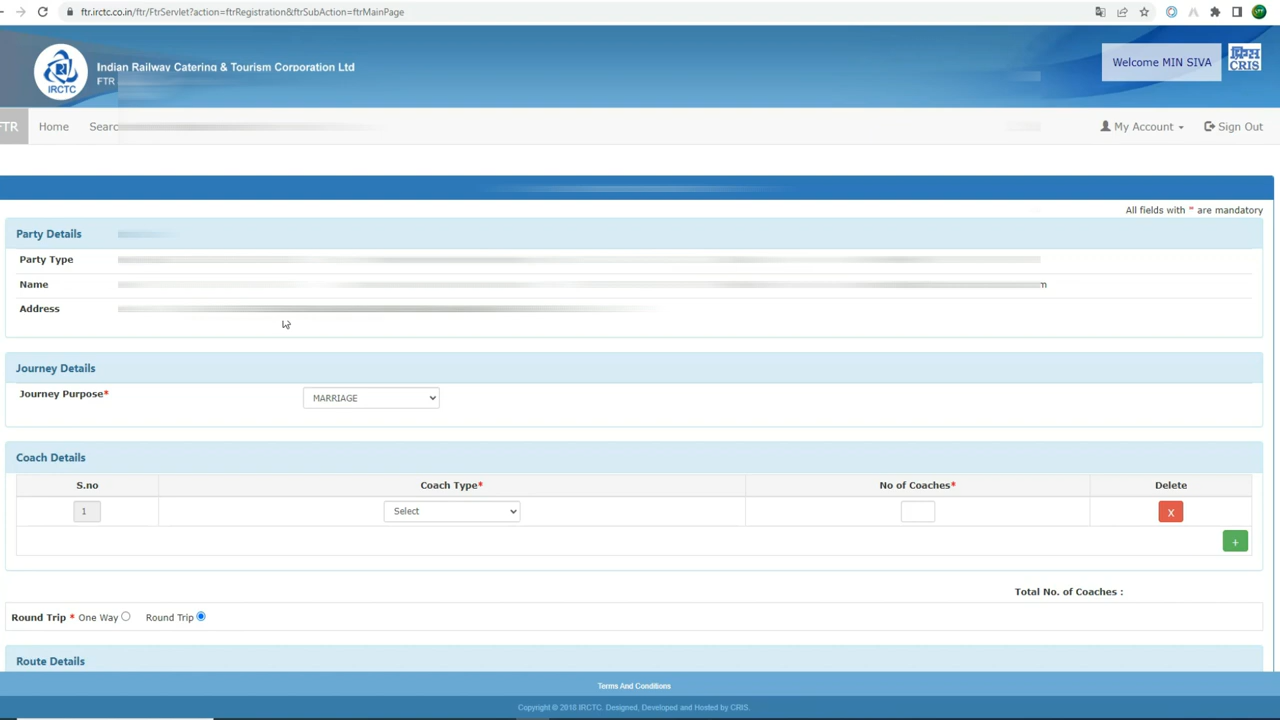 ftr.irctc.co.in/ftr/FtrServlet?action=ftrRegistration&ftrSubAction=ftrMainPage
Indian Railway Catering & Tourism Corporation Ltd
FTR
IRCTC
Welcome MIN SIVA
CRIS
FTR Home Searc My Account Sign Out
All fields with * are mandatory
Party Details
Party Type
Name
Address
Journey Details
Journey Purpose* MARRIAGE
Coach Details
S.no Coach Type* No of Coaches* Delete
1 Select X
+
Total No. of Coaches :
Round Trip * One Way Round Trip
Route Details
Terms And Conditions
Copyright © 2018 IRCTC. Designed, Developed and Hosted by CRIS.